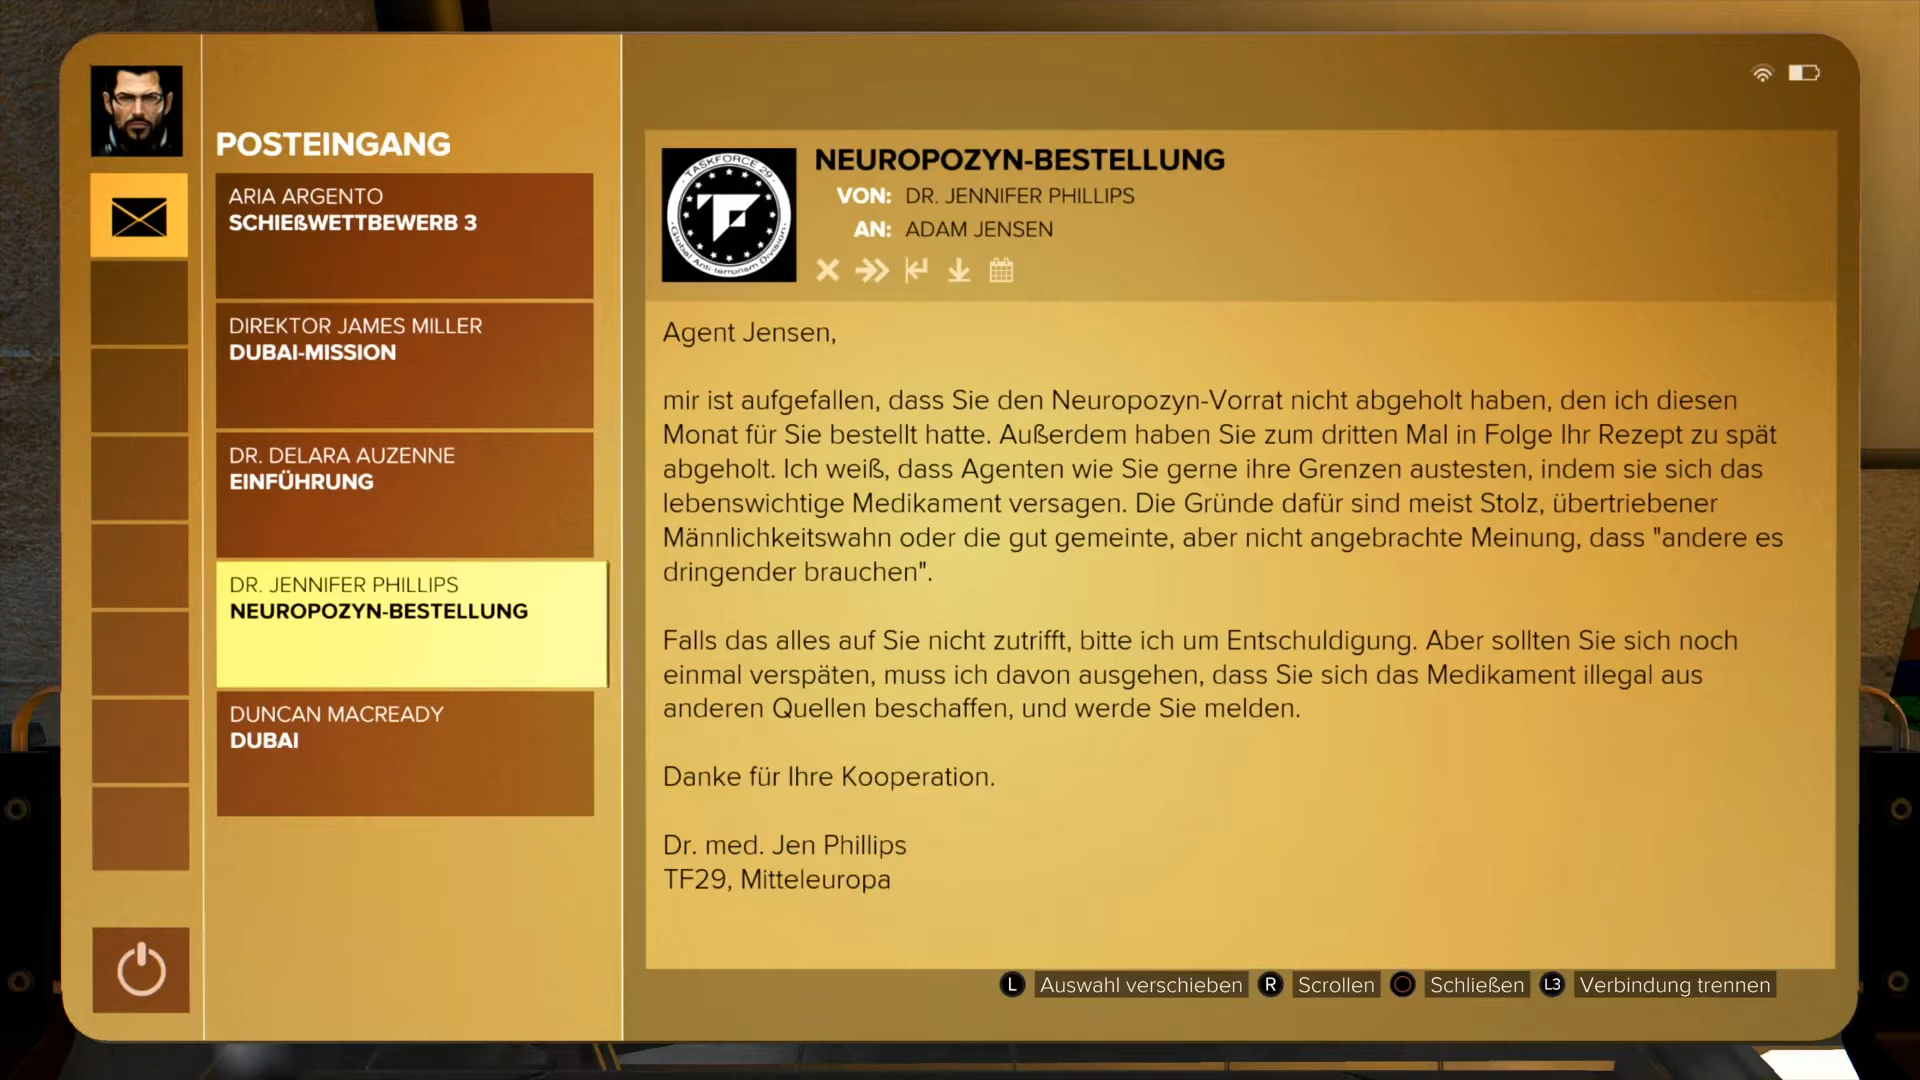 POSTEINGANG
ARIA ARGENTO
SCHIEßWETTBEWERB 3
DIREKTOR JAMES MILLER
DUBAI-MISSION
DR. DELARA AUZENNE
EINFÜHRUNG
DR. JENNIFER PHILLIPS
NEUROPOZYN-BESTELLUNG
DUNCAN MACREADY
DUBAI
TASKFORCE 29
TF
Global Anti-terrorism Division
NEUROPOZYN-BESTELLUNG
VON: DR. JENNIFER PHILLIPS
AN: ADAM JENSEN
Agent Jensen,
mir ist aufgefallen, dass Sie den Neuropozyn-Vorrat nicht abgeholt haben, den ich diesen
Monat für Sie bestellt hatte. Außerdem haben Sie zum dritten Mal in Folge Ihr Rezept zu spät
abgeholt. Ich weiß, dass Agenten wie Sie gerne ihre Grenzen austesten, indem sie sich das
lebenswichtige Medikament versagen. Die Gründe dafür sind meist Stolz, übertriebener
Männlichkeitswahn oder die gut gemeinte, aber nicht angebrachte Meinung, dass "andere es
dringender brauchen".
Falls das alles auf Sie nicht zutrifft, bitte ich um Entschuldigung. Aber sollten Sie sich noch
einmal verspäten, muss ich davon ausgehen, dass Sie sich das Medikament illegal aus
anderen Quellen beschaffen, und werde Sie melden.
Danke für Ihre Kooperation.
Dr. med. Jen Phillips
TF29, Mitteleuropa
L Auswahl verschieben R Scrollen Schließen L3 Verbindung trennen